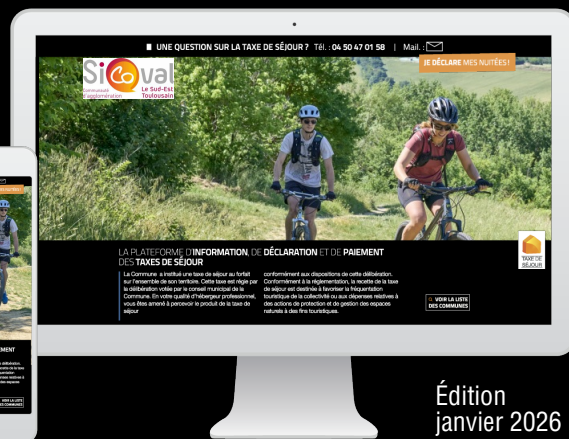 UNE QUESTION SUR LA TAXE DE SÉJOUR ? Tél. : 04 50 47 01 58 | Mail. :
JE DÉCLARE MES NUITÉES !
Sicoval
Communauté
d'agglomération
Le Sud-Est
Toulousain
LA PLATEFORME D'INFORMATION, DE DÉCLARATION ET DE PAIEMENT
DES TAXES DE SÉJOUR
La Commune a institué une taxe de séjour au forfait
sur l'ensemble de son territoire. Cette taxe est régie par
la délibération votée par le conseil municipal de la
Commune. En votre qualité d'hébergeur professionnel,
vous êtes amené à percevoir le produit de la taxe de
séjour
conformément aux dispositions de cette délibération.
Conformément à la réglementation, la recette de la taxe
de séjour est destinée à favoriser la fréquentation
touristique de la collectivité ou aux dépenses relatives à
des actions de protection et de gestion des espaces
naturels à des fins touristiques.
VOIR LA LISTE
DES COMMUNES
TAXE DE
SÉJOUR
VOIR LA LISTE
DES COMMUNES
Édition
janvier 2026